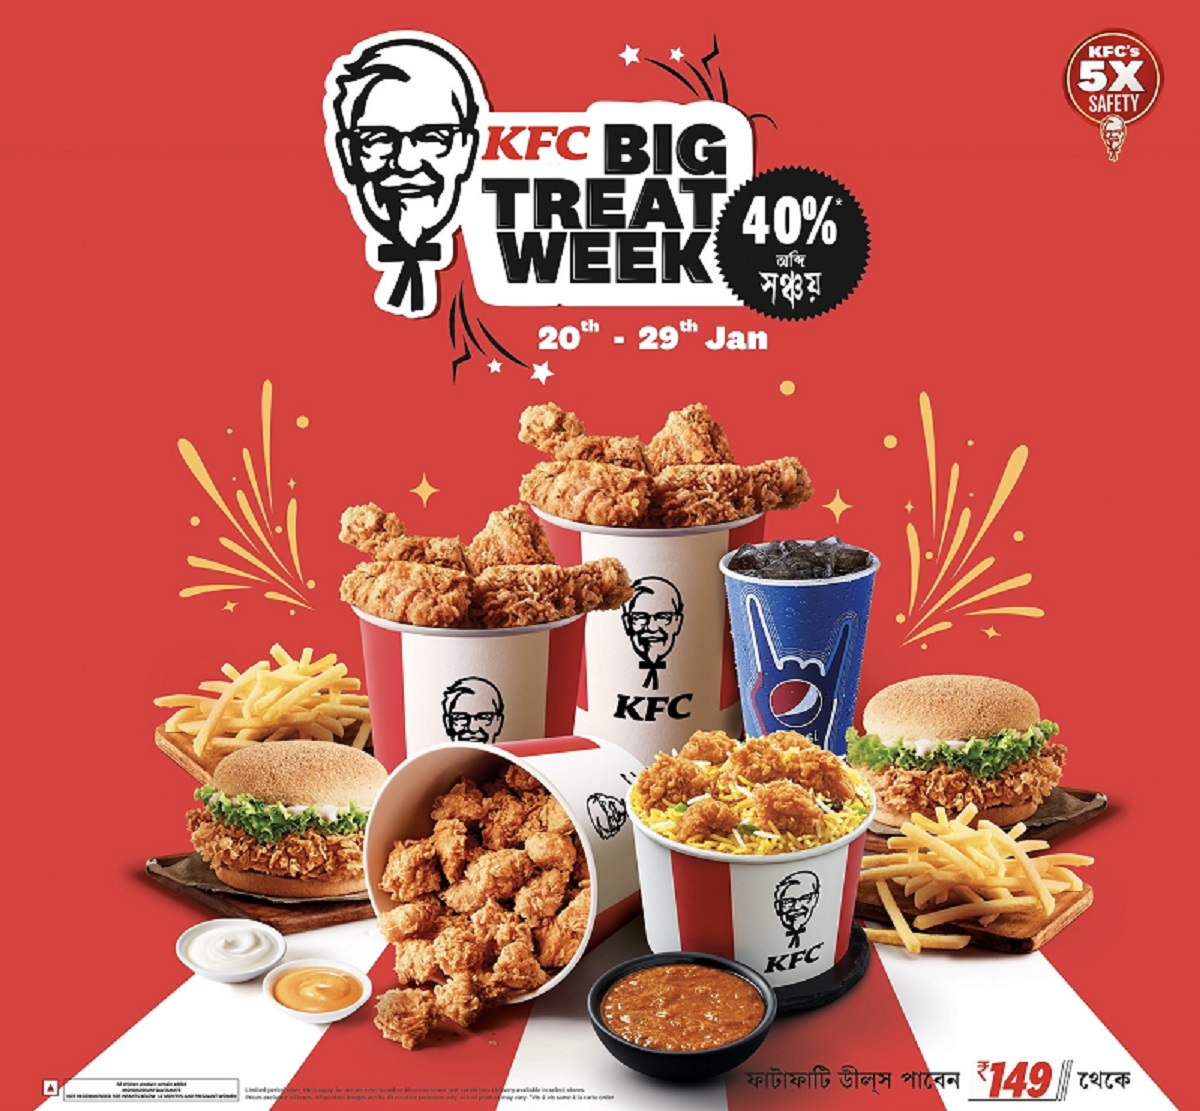 KFC's
5X
SAFETY
KFC BIG
TREAT
WEEK
40%*
অব্দি
সঞ্চয়
20th - 29th Jan
KFC
KFC
ফাটাফাটি ডীল্স পাবেন ₹149 থেকে